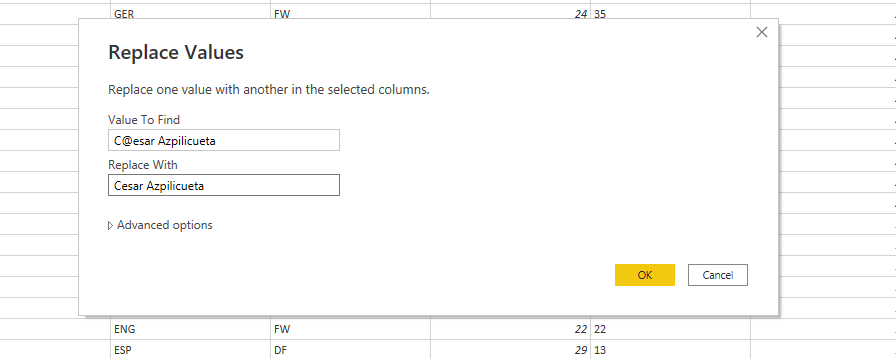 GER FW 24 35
Replace Values
Replace one value with another in the selected columns.
Value To Find
C@esar Azpilicueta
Replace With
Cesar Azpilicueta
Advanced options
OK Cancel
ENG FW 22 22
ESP DF 29 13